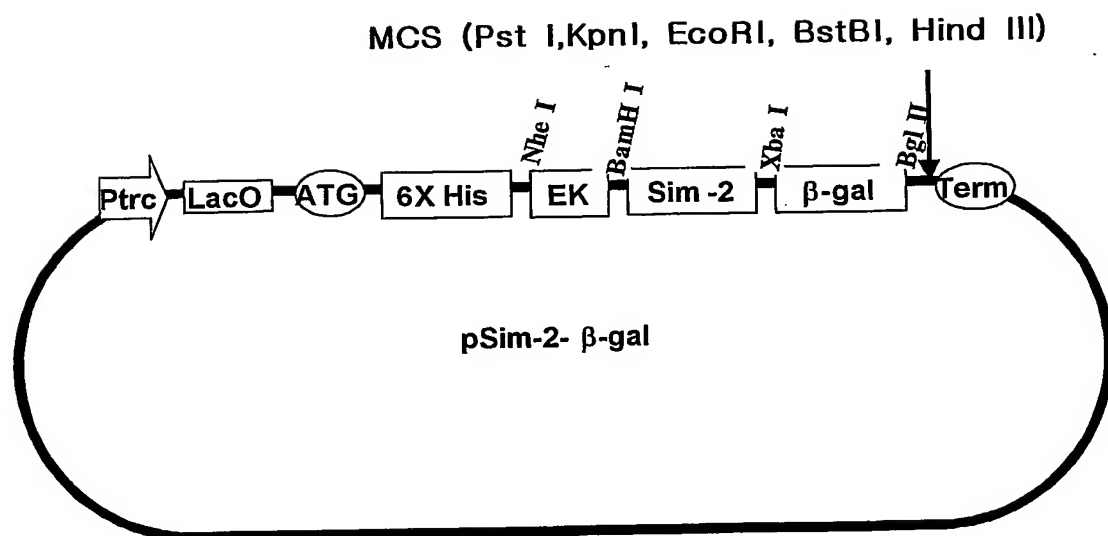 MCS (Pst I,KpnI, EcoRI, BstBI, Hind III)
Nhe I
BamH I
Xba I
Bgl II
Ptrc
LacO
ATG
6X His
EK
Sim -2
β-gal
Term
pSim-2- β-gal